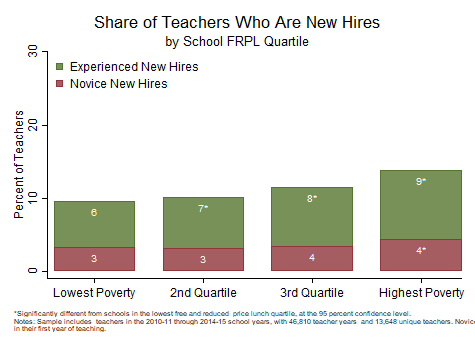 Share of Teachers Who Are New Hires
by School FRPL Quartile
30
20
10
0
Percent of Teachers
Experienced New Hires
Novice New Hires
6
7*
8*
9*
3
3
4
4*
Lowest Poverty
2nd Quartile
3rd Quartile
Highest Poverty
*Significantly different from schools in the lowest free and reduced price lunch quartile, at the 95 percent confidence level.
Notes: Sample includes teachers in the 2010-11 through 2014-15 school years, with 46,810 teacher years and 13,648 unique teachers. Novic
in their first year of teaching.